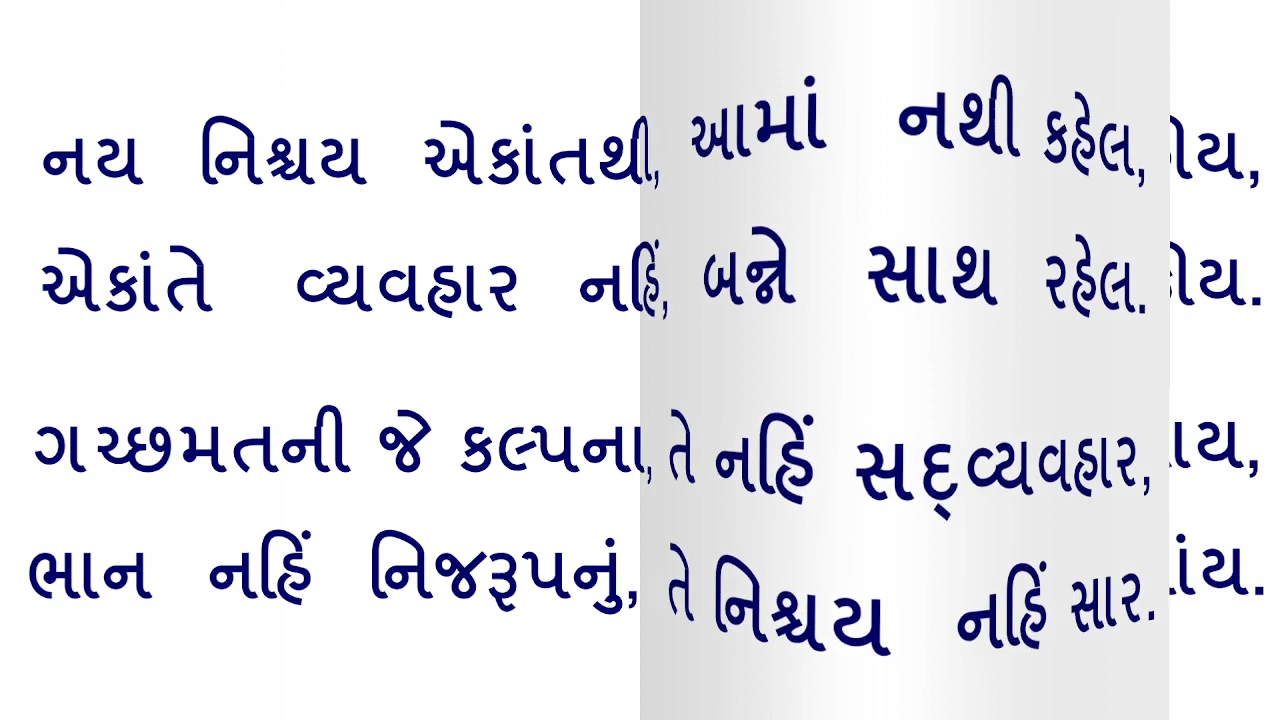 નય નિશ્ચય એકાંતથી, આમાં નથી કહેલ,
એકાંતે વ્યવહાર નહિં, બન્ને સાથ રહેલ.
ગચ્છમતની જે કલ્પના, તે નહિં સદ્‌વ્યવહાર,
ભાન નહિં નિજરૂપનું, તે નિશ્ચય નહિં સાર.